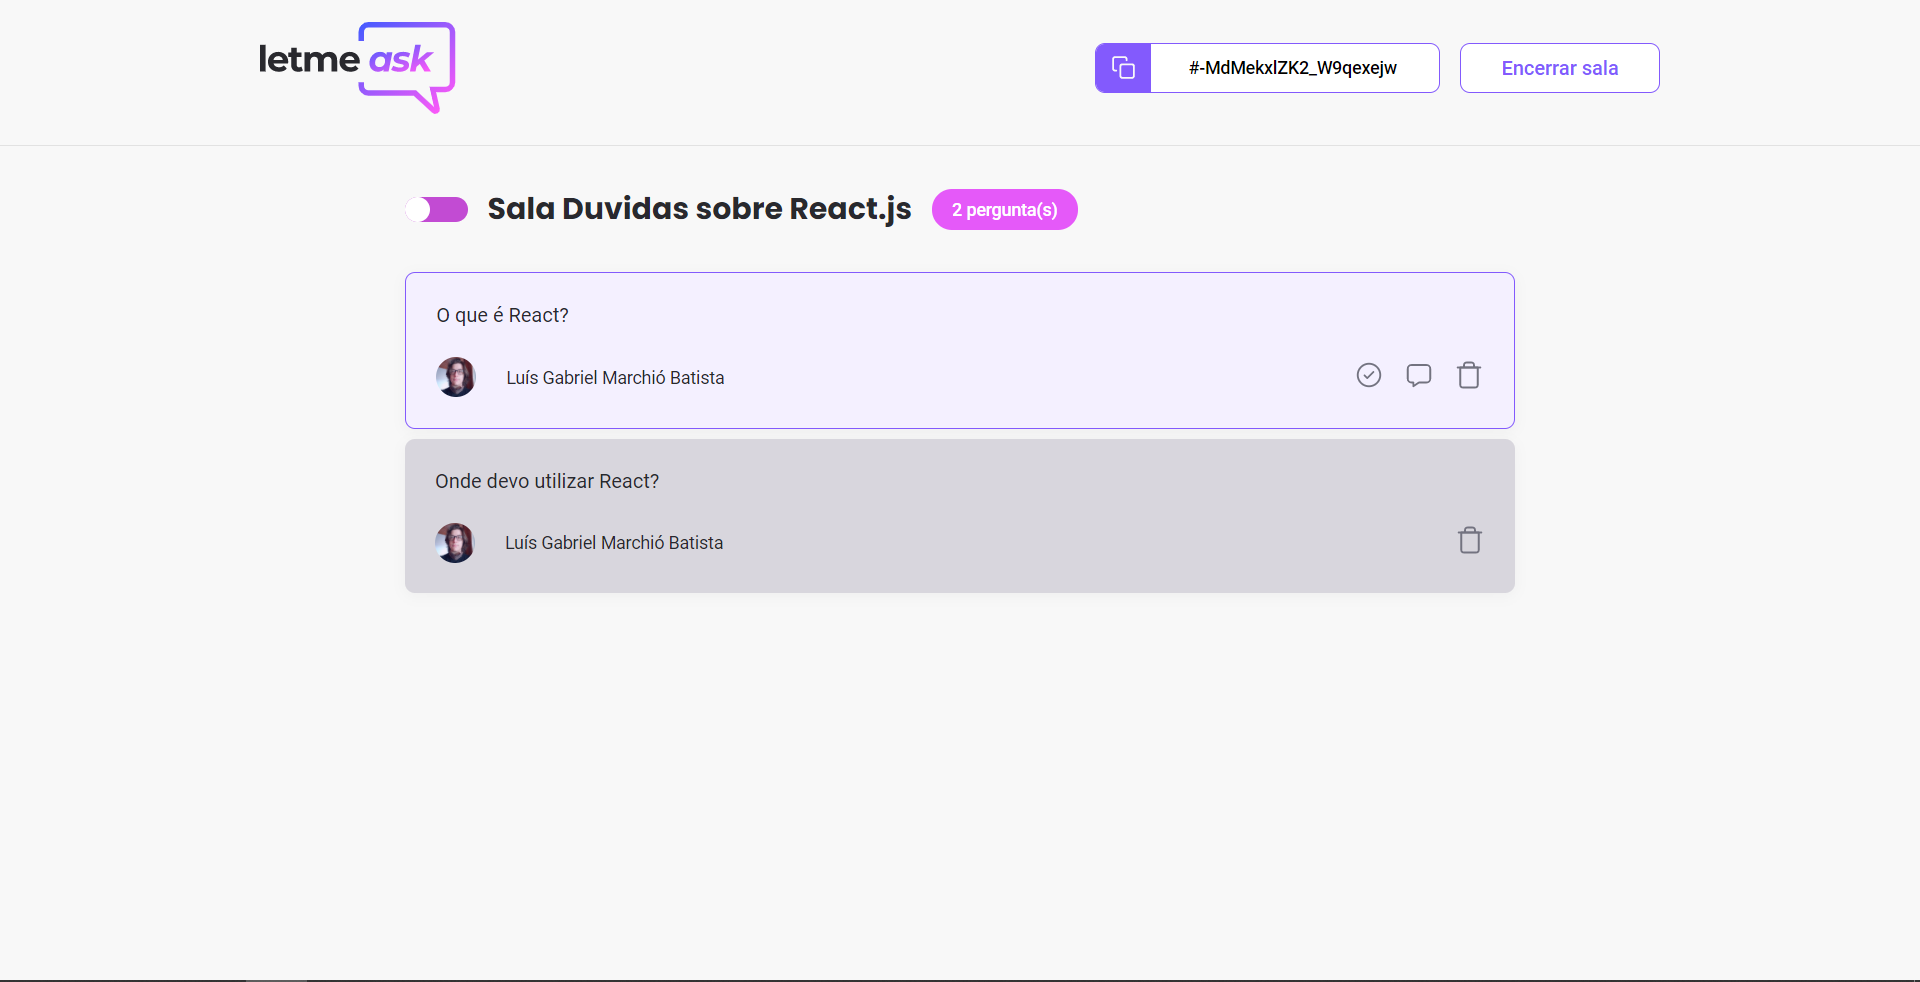 letme ask
#-MdMekxlZK2_W9qexejw
Encerrar sala
Sala Duvidas sobre React.js
2 pergunta(s)
O que é React?
Luís Gabriel Marchió Batista
Onde devo utilizar React?
Luís Gabriel Marchió Batista